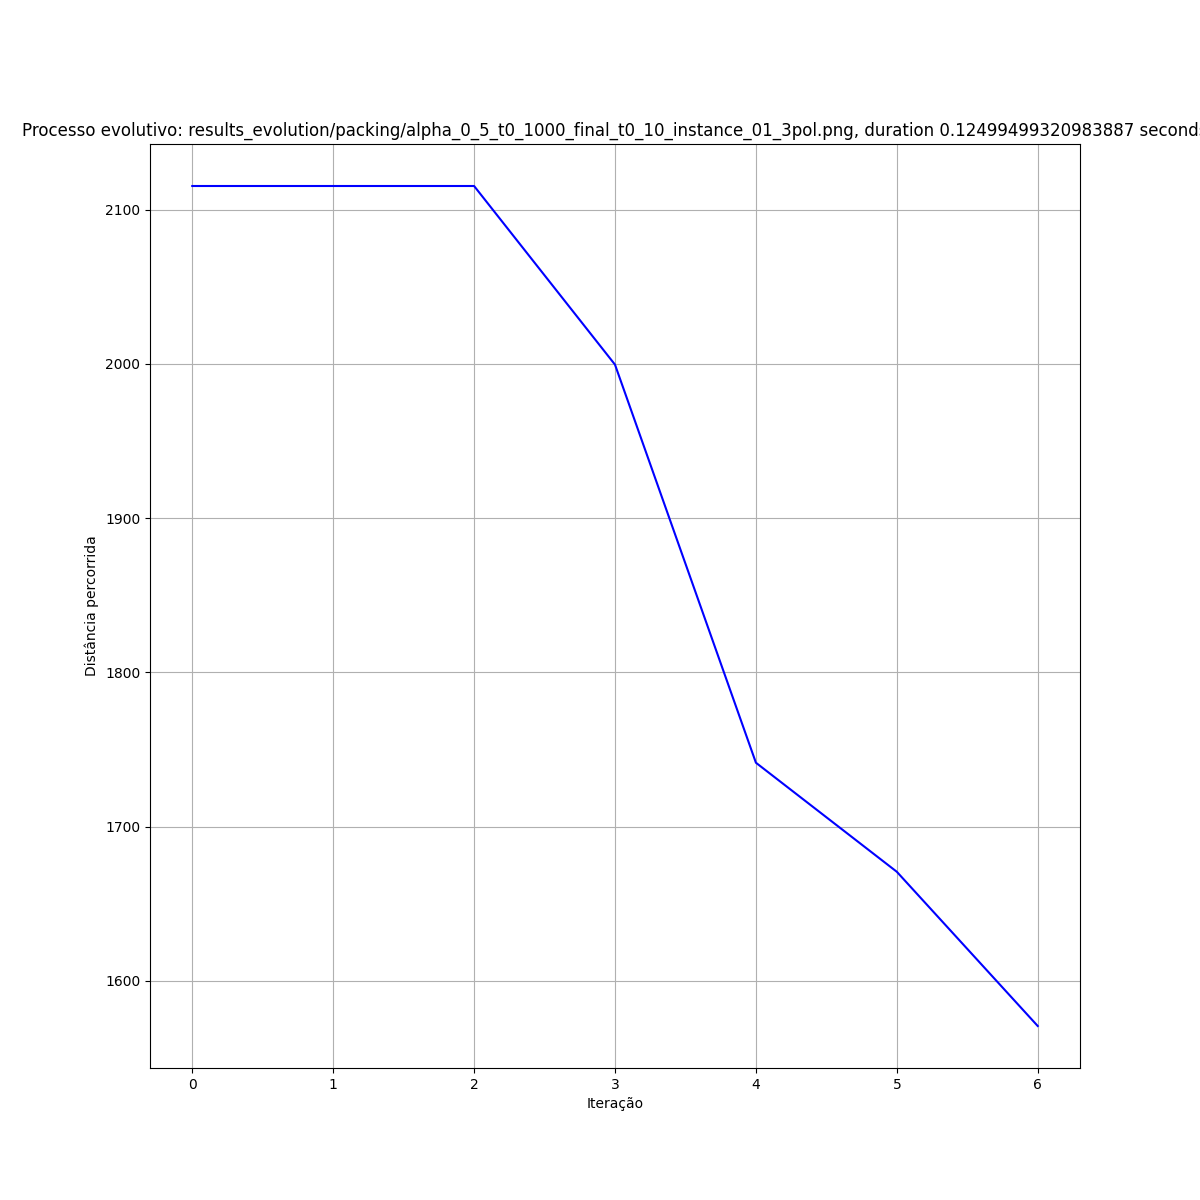 Processo evolutivo: results_evolution/packing/alpha_0_5_t0_1000_final_t0_10_instance_01_3pol.png, duration 0.12499499320983887 seconds
2100
2000
1900
1800
1700
1600
Distância percorrida
0 1 2 3 4 5 6
Iteração